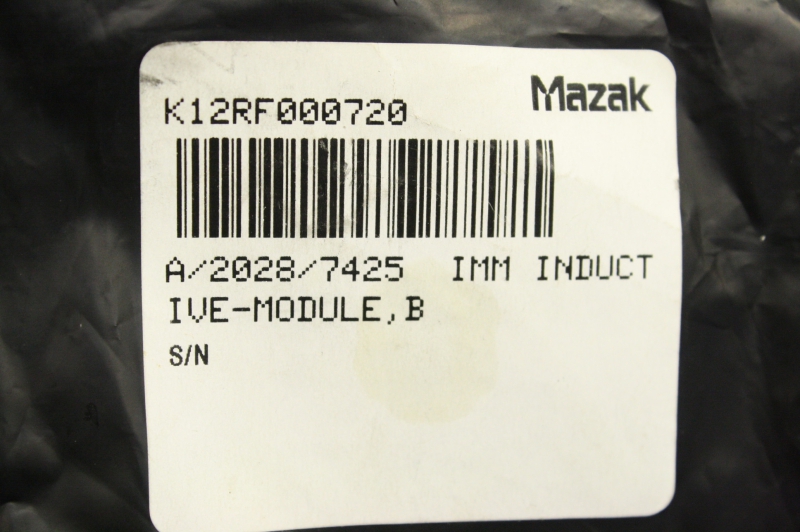 Mazak
K12RF000720
A/2028/7425 IMM INDUCT
IVE-MODULE,B
S/N